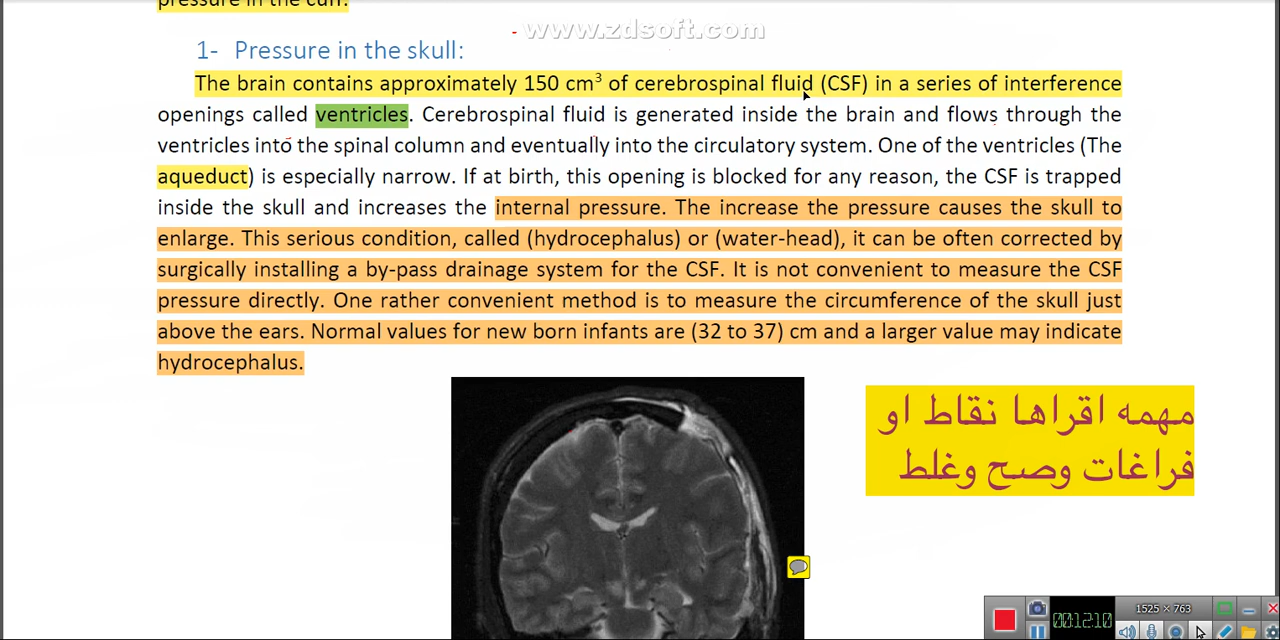 pressure in the cuff.
www.zdsoft.com
1- Pressure in the skull:
The brain contains approximately 150 cm³ of cerebrospinal fluid (CSF) in a series of interference
openings called ventricles. Cerebrospinal fluid is generated inside the brain and flows through the
ventricles into the spinal column and eventually into the circulatory system. One of the ventricles (The
aqueduct) is especially narrow. If at birth, this opening is blocked for any reason, the CSF is trapped
inside the skull and increases the internal pressure. The increase the pressure causes the skull to
enlarge. This serious condition, called (hydrocephalus) or (water-head), it can be often corrected by
surgically installing a by-pass drainage system for the CSF. It is not convenient to measure the CSF
pressure directly. One rather convenient method is to measure the circumference of the skull just
above the ears. Normal values for new born infants are (32 to 37) cm and a larger value may indicate
hydrocephalus.
مهمه اقراها نقاط او
فراغات وصح وغلط
1525 × 763
00:12:10